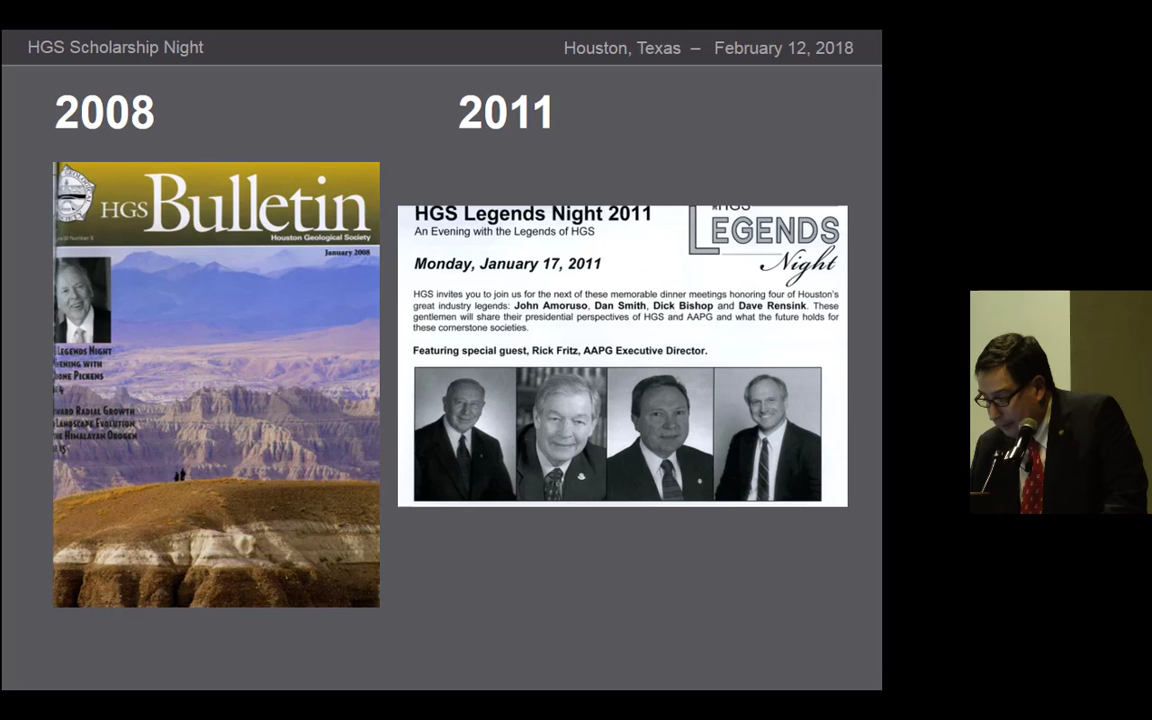 HGS Scholarship Night
Houston, Texas – February 12, 2018
2008
2011
HGS Bulletin
Houston Geological Society
January 2008
LEGENDS NIGHT
WITH
PICKENS
RADIAL GROWTH
LANDSCAPE EVOLUTION
HIMALAYAN OROGEN
HGS Legends Night 2011
An Evening with the Legends of HGS
HGS
LEGENDS
Night
Monday, January 17, 2011
HGS invites you to join us for the next of these memorable dinner meetings honoring four of Houston's
great industry legends: John Amoruso, Dan Smith, Dick Bishop and Dave Rensink. These
gentlemen will share their presidential perspectives of HGS and AAPG and what the future holds for
these cornerstone societies.
Featuring special guest, Rick Fritz, AAPG Executive Director.